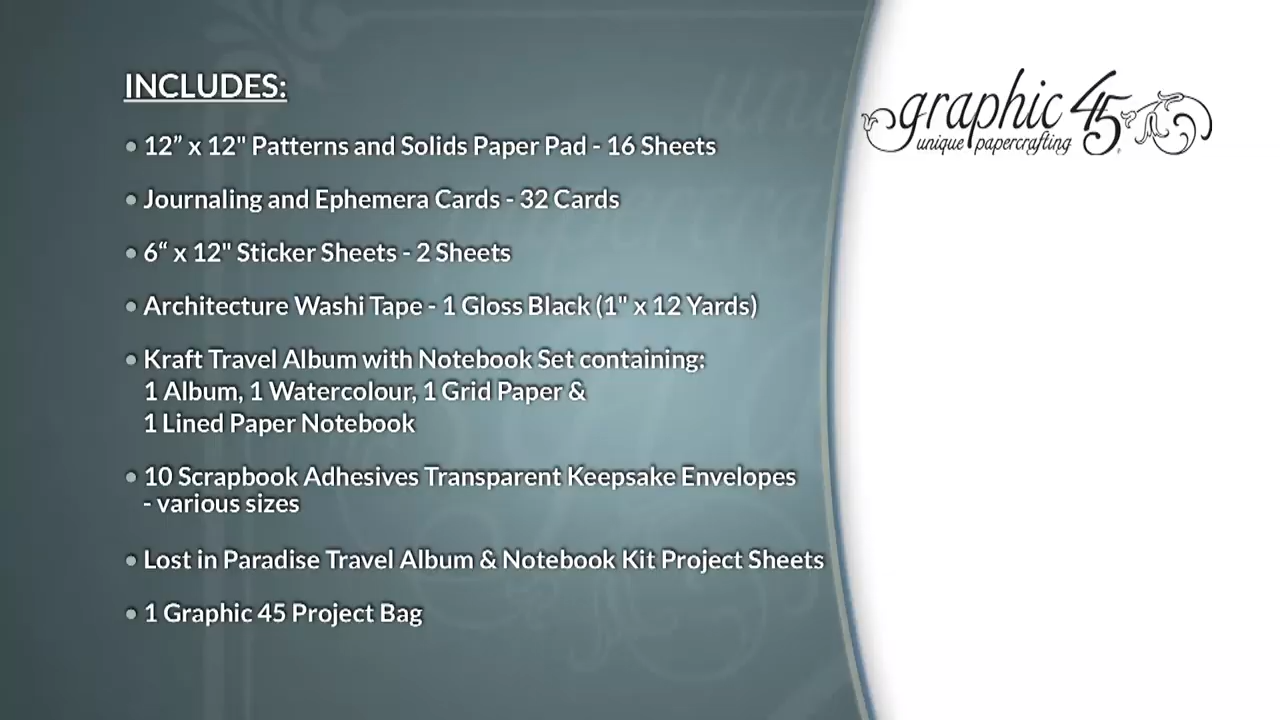 INCLUDES:
• 12” x 12" Patterns and Solids Paper Pad - 16 Sheets
• Journaling and Ephemera Cards - 32 Cards
• 6“ x 12" Sticker Sheets - 2 Sheets
• Architecture Washi Tape - 1 Gloss Black (1" x 12 Yards)
• Kraft Travel Album with Notebook Set containing:
1 Album, 1 Watercolour, 1 Grid Paper &
1 Lined Paper Notebook
• 10 Scrapbook Adhesives Transparent Keepsake Envelopes
- various sizes
• Lost in Paradise Travel Album & Notebook Kit Project Sheets
• 1 Graphic 45 Project Bag
graphic 45
unique papercrafting